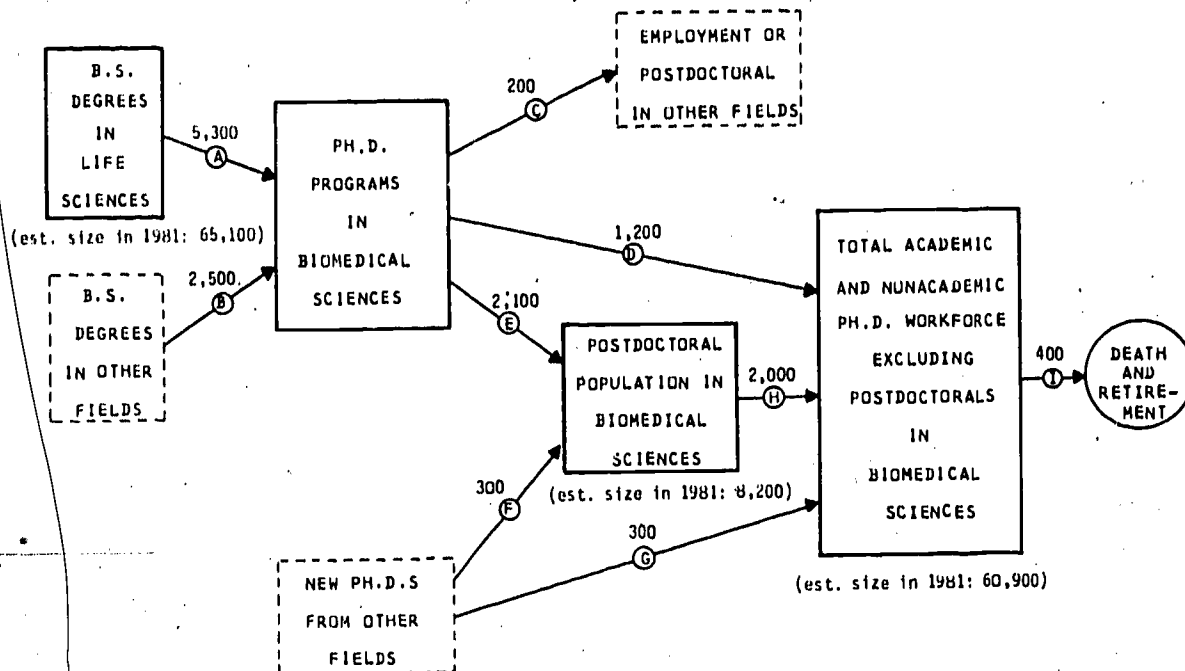 B.S.
DEGREES
IN
LIFE
SCIENCES
(est. size in 1981: 65,100)
5,300
A
B.S.
DEGREES
IN OTHER
FIELDS
2,500
B
PH.D.
PROGRAMS
IN
BIOMEDICAL
SCIENCES
200
C
EMPLOYMENT OR
POSTDOCTORAL
IN OTHER FIELDS
1,200
D
2,100
E
POSTDOCTORAL
POPULATION IN
BIOMEDICAL
SCIENCES
(est. size in 1981: 8,200)
300
F
NEW PH.D.S
FROM OTHER
FIELDS
300
G
2,000
H
TOTAL ACADEMIC
AND NONACADEMIC
PH.D. WORKFORCE
EXCLUDING
POSTDOCTORALS
IN
BIOMEDICAL
SCIENCES
(est. size in 1981: 60,900)
400
I
DEATH
AND
RETIRE-
MENT